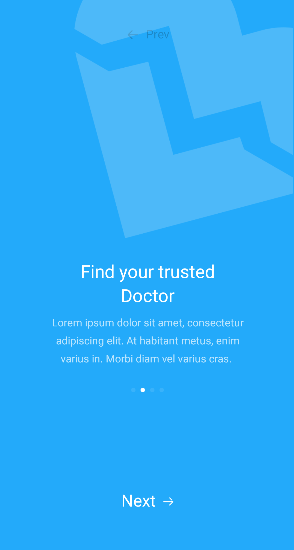 Prev
Find your trusted
Doctor
Lorem ipsum dolor sit amet, consectetur
adipiscing elit. At habitant metus, enim
varius in. Morbi diam vel varius cras.
Next